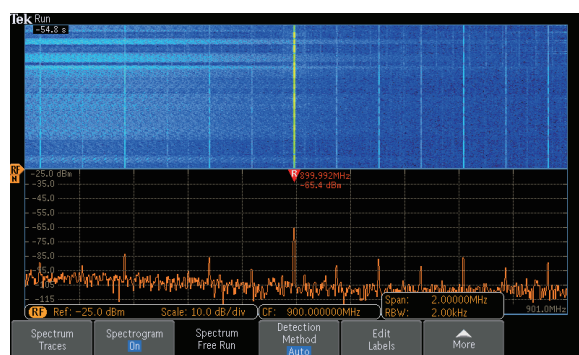 Tek Run
-54.8 s
RF
-25.0 dBm
899.992MHz
-35.0
-65.4 dBm
-45.0
-55.0
-65.0
-75.0
-85.0
-95.0
-105
-115
RF Ref: -25.0 dBm Scale: 10.0 dB/div CF: 900.000000MHz
Span: 2.00000MHz
RBW: 2.00kHz
901.0MHz
Spectrum Traces
Spectrogram On
Spectrum Free Run
Detection Method Auto
Edit Labels
More